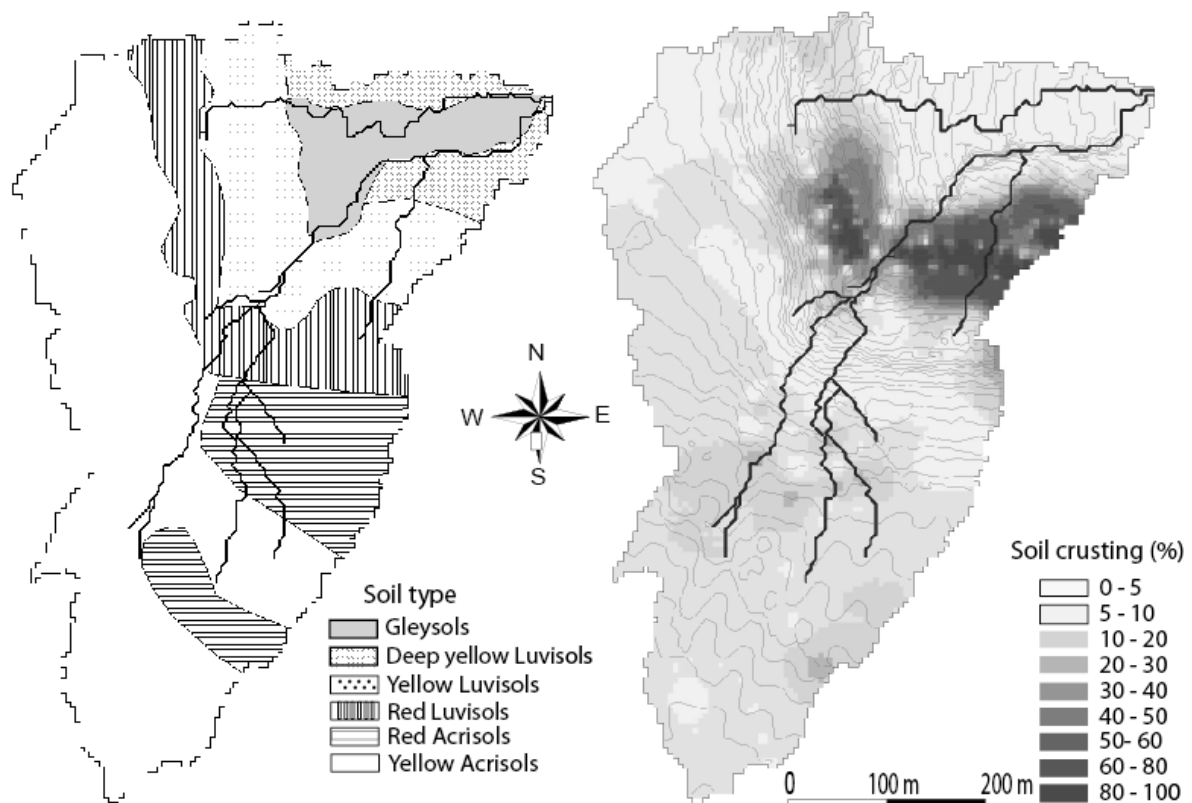 N
W
E
S
Soil type
Gleysols
Deep yellow Luvisols
Yellow Luvisols
Red Luvisols
Red Acrisols
Yellow Acrisols
Soil crusting (%)
0 - 5
5 - 10
10 - 20
20 - 30
30 - 40
40 - 50
50- 60
60 - 80
80 - 100
0
100 m
200 m